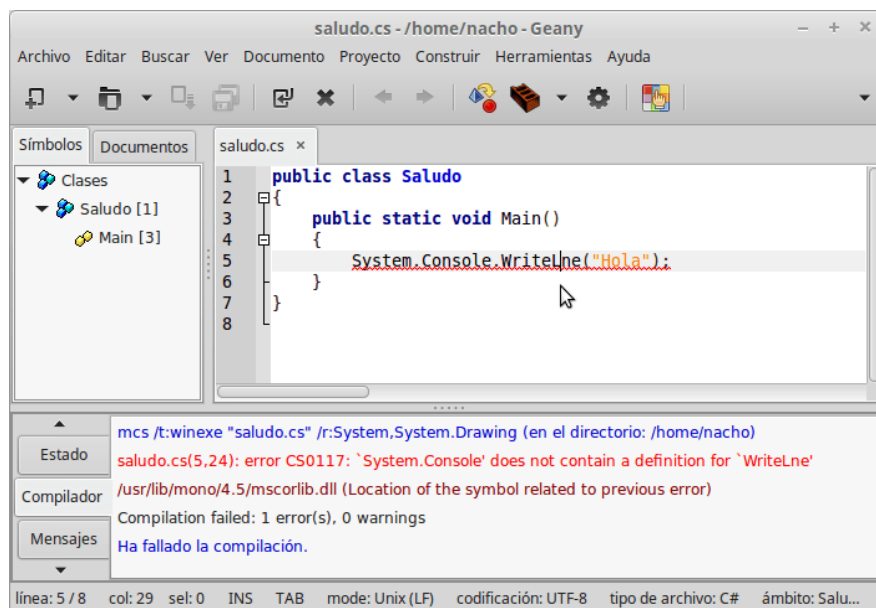 saludo.cs - /home/nacho - Geany
Archivo Editar Buscar Ver Documento Proyecto Construir Herramientas Ayuda
Símbolos Documentos
Clases
Saludo [1]
Main [3]
saludo.cs ×
1 public class Saludo
2 {
3 public static void Main()
4 {
5 System.Console.WriteLne("Hola");
6 }
7 }
8
Estado
Compilador
Mensajes
mcs /t:winexe "saludo.cs" /r:System,System.Drawing (en el directorio: /home/nacho)
saludo.cs(5,24): error CS0117: `System.Console' does not contain a definition for `WriteLne'
/usr/lib/mono/4.5/mscorlib.dll (Location of the symbol related to previous error)
Compilation failed: 1 error(s), 0 warnings
Ha fallado la compilación.
línea: 5 / 8 col: 29 sel: 0 INS TAB mode: Unix (LF) codificación: UTF-8 tipo de archivo: C# ámbito: Salu...